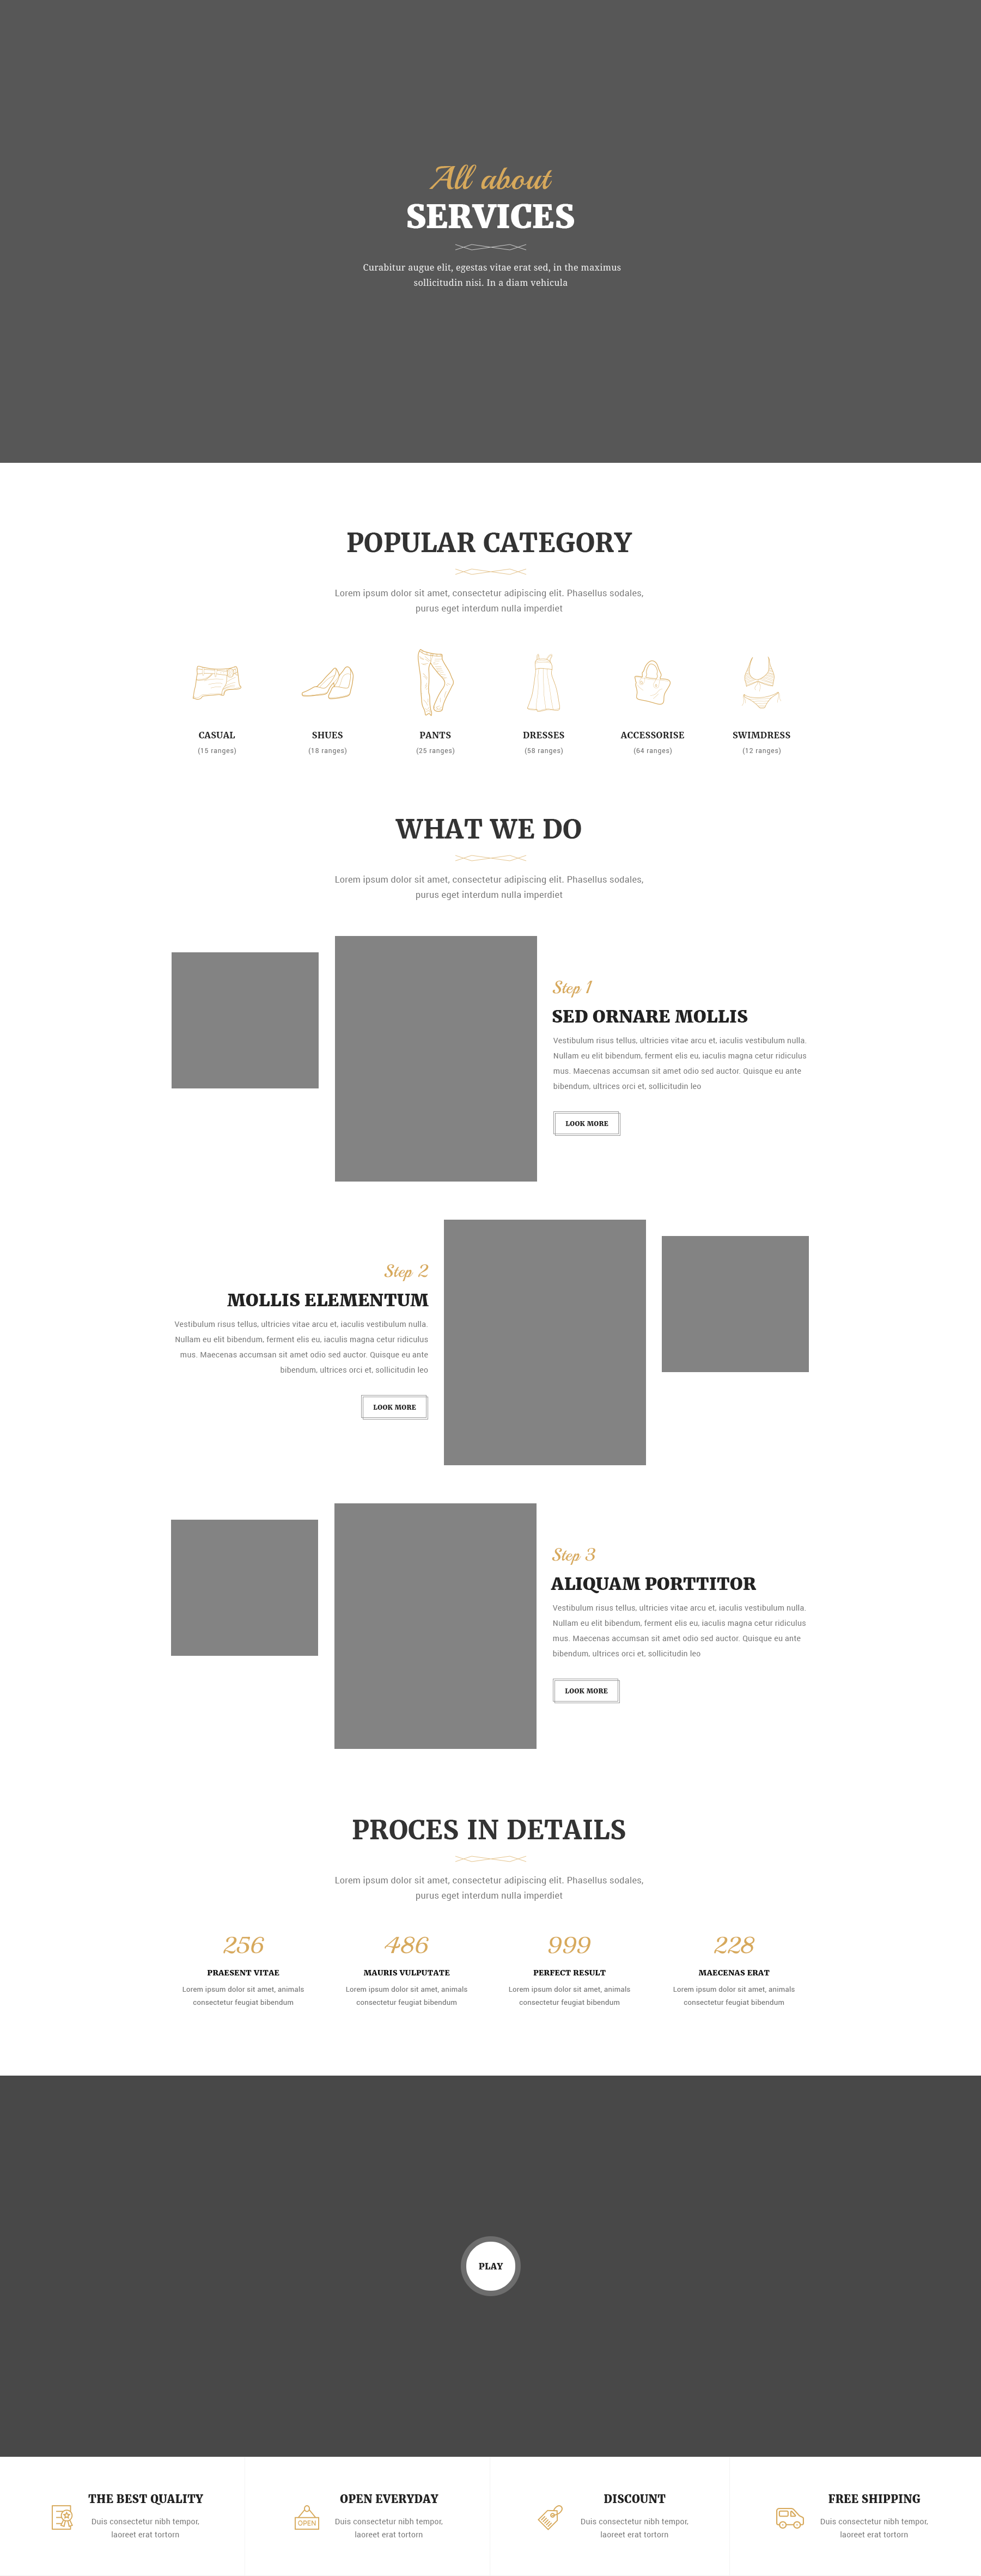 All about
SERVICES
Curabitur augue elit, egestas vitae erat sed, in the maximus
sollicitudin nisi. In a diam vehicula
POPULAR CATEGORY
Lorem ipsum dolor sit amet, consectetur adipiscing elit. Phasellus sodales,
purus eget interdum nulla imperdiet
CASUAL
(15 ranges)
SHUES
(18 ranges)
PANTS
(25 ranges)
DRESSES
(58 ranges)
ACCESSORISE
(64 ranges)
SWIMDRESS
(12 ranges)
WHAT WE DO
Lorem ipsum dolor sit amet, consectetur adipiscing elit. Phasellus sodales,
purus eget interdum nulla imperdiet
Step 1
SED ORNARE MOLLIS
Vestibulum risus tellus, ultricies vitae arcu et, iaculis vestibulum nulla.
Nullam eu elit bibendum, ferment elis eu, iaculis magna cetur ridiculus
mus. Maecenas accumsan sit amet odio sed auctor. Quisque eu ante
bibendum, ultrices orci et, sollicitudin leo
LOOK MORE
Step 2
MOLLIS ELEMENTUM
Vestibulum risus tellus, ultricies vitae arcu et, iaculis vestibulum nulla.
Nullam eu elit bibendum, ferment elis eu, iaculis magna cetur ridiculus
mus. Maecenas accumsan sit amet odio sed auctor. Quisque eu ante
bibendum, ultrices orci et, sollicitudin leo
LOOK MORE
Step 3
ALIQUAM PORTTITOR
Vestibulum risus tellus, ultricies vitae arcu et, iaculis vestibulum nulla.
Nullam eu elit bibendum, ferment elis eu, iaculis magna cetur ridiculus
mus. Maecenas accumsan sit amet odio sed auctor. Quisque eu ante
bibendum, ultrices orci et, sollicitudin leo
LOOK MORE
PROCES IN DETAILS
Lorem ipsum dolor sit amet, consectetur adipiscing elit. Phasellus sodales,
purus eget interdum nulla imperdiet
256
PRAESENT VITAE
Lorem ipsum dolor sit amet, animals
consectetur feugiat bibendum
486
MAURIS VULPUTATE
Lorem ipsum dolor sit amet, animals
consectetur feugiat bibendum
999
PERFECT RESULT
Lorem ipsum dolor sit amet, animals
consectetur feugiat bibendum
228
MAECENAS ERAT
Lorem ipsum dolor sit amet, animals
consectetur feugiat bibendum
PLAY
THE BEST QUALITY
Duis consectetur nibh tempor,
laoreet erat tortorn
OPEN
OPEN EVERYDAY
Duis consectetur nibh tempor,
laoreet erat tortorn
DISCOUNT
Duis consectetur nibh tempor,
laoreet erat tortorn
FREE SHIPPING
Duis consectetur nibh tempor,
laoreet erat tortorn